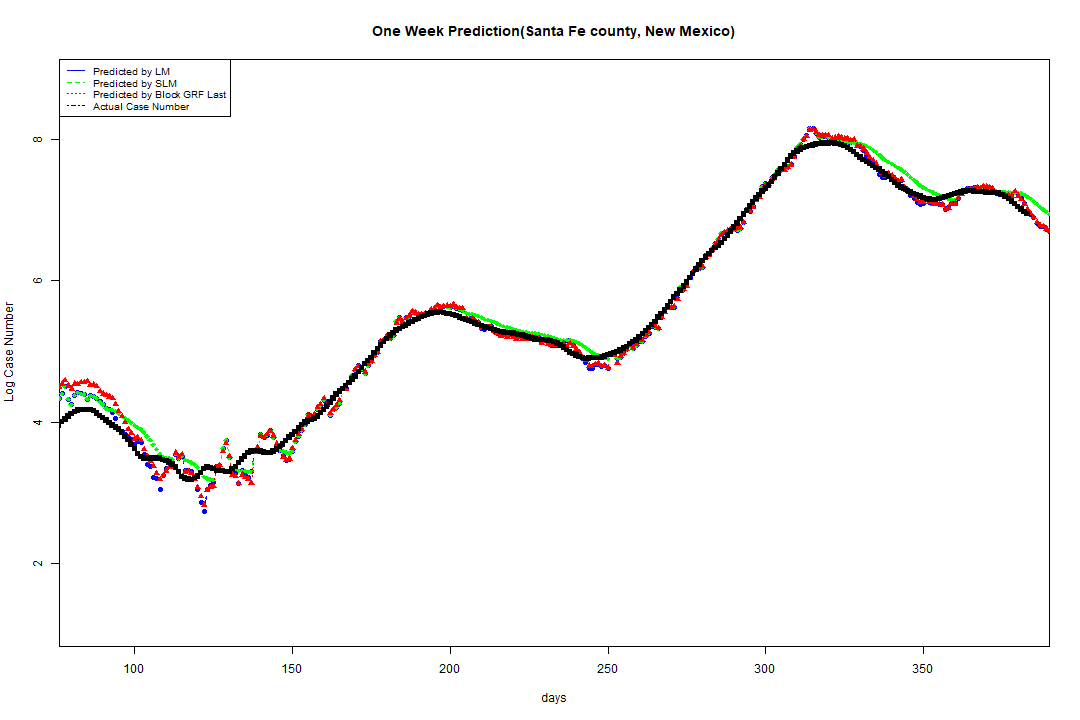 One Week Prediction(Santa Fe county, New Mexico)
Predicted by LM
Predicted by SLM
Predicted by Block GRF Last
Actual Case Number
8
6
4
2
Log Case Number
100 150 200 250 300 350
days